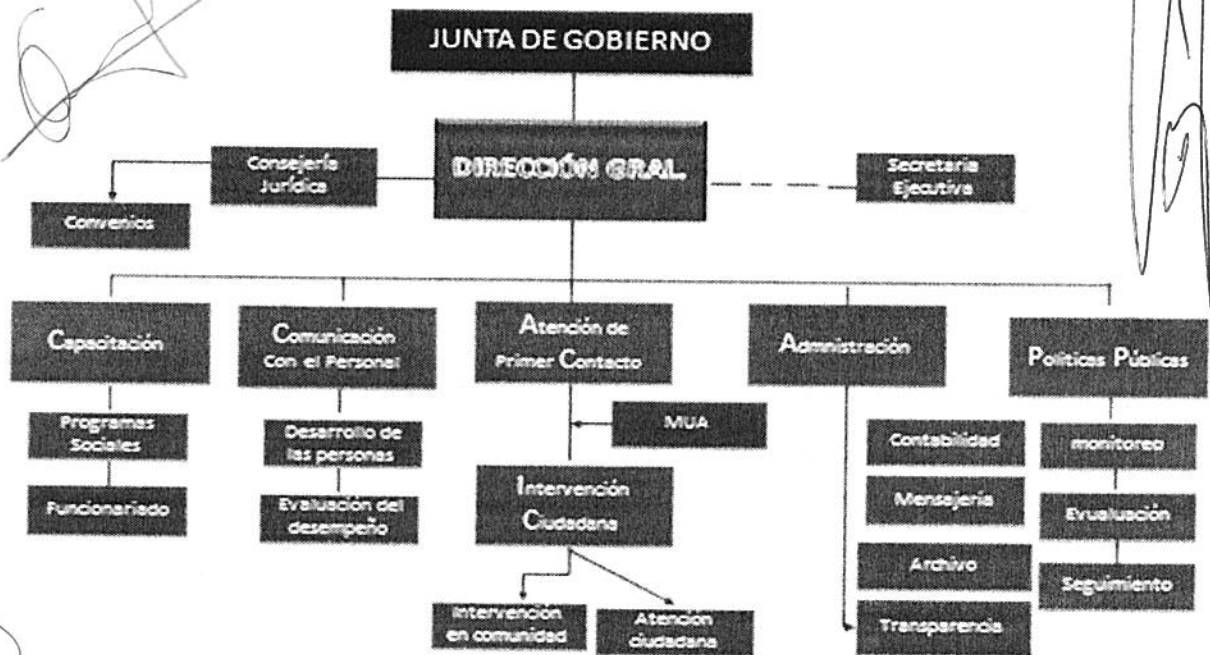 JUNTA DE GOBIERNO
DIRECCIÓN GRAL.
Consejería
Jurídica
Secretaria
Ejecutiva
Convenios
Capacitación
Comunicación
Con el Personal
Atención de
Primer Contacto
Admnistración
Políticas Públicas
Programas
Sociales
Funcionariado
Desarrollo de
las personas
Evaluación del
desempeño
MUA
Intervención
Ciudadana
Intervención
en comunidad
Atención
ciudadana
Contabilidad
Mensajería
Archivo
Transparencia
monitoreo
Evualuación
Seguimiento